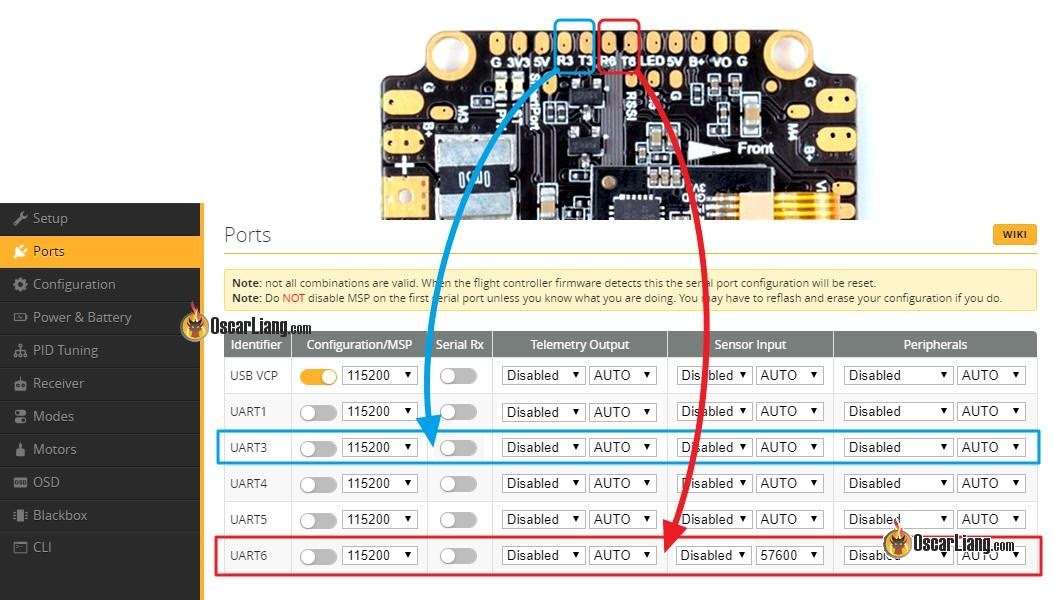 G 3V3 5V R3 T3 R6 T6 LED 5V B+ VO G
SmartPort
RSSI
G
G
M3
B+
+
M4
G
B+
Front
3V3
0m50
Setup
Ports
Configuration
Power & Battery
PID Tuning
Receiver
Modes
Motors
OSD
Blackbox
CLI
Ports
WIKI
Note: not all combinations are valid. When the flight controller firmware detects this the serial port configuration will be reset.
Note: Do NOT disable MSP on the first serial port unless you know what you are doing. You may have to reflash and erase your configuration if you do.
OscarLiang.com
Identifier Configuration/MSP Serial Rx Telemetry Output Sensor Input Peripherals
USB VCP 115200 Disabled AUTO Disabled AUTO Disabled AUTO
UART1 115200 Disabled AUTO Disabled AUTO Disabled AUTO
UART3 115200 Disabled AUTO Disabled AUTO Disabled AUTO
UART4 115200 Disabled AUTO Disabled AUTO Disabled AUTO
UART5 115200 Disabled AUTO Disabled AUTO Disabled AUTO
UART6 115200 Disabled AUTO Disabled 57600 Disabled AUTO
OscarLiang.com